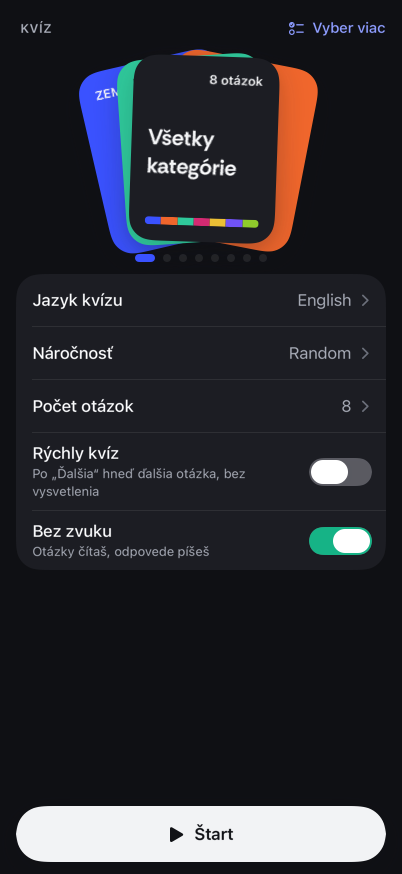 KVÍZ
Vyber viac
8 otázok
Všetky
kategórie
Jazyk kvízu English
Náročnosť Random
Počet otázok 8
Rýchly kvíz
Po „Ďalšia“ hneď ďalšia otázka, bez
vysvetlenia
Bez zvuku
Otázky čítaš, odpovede píšeš
Štart